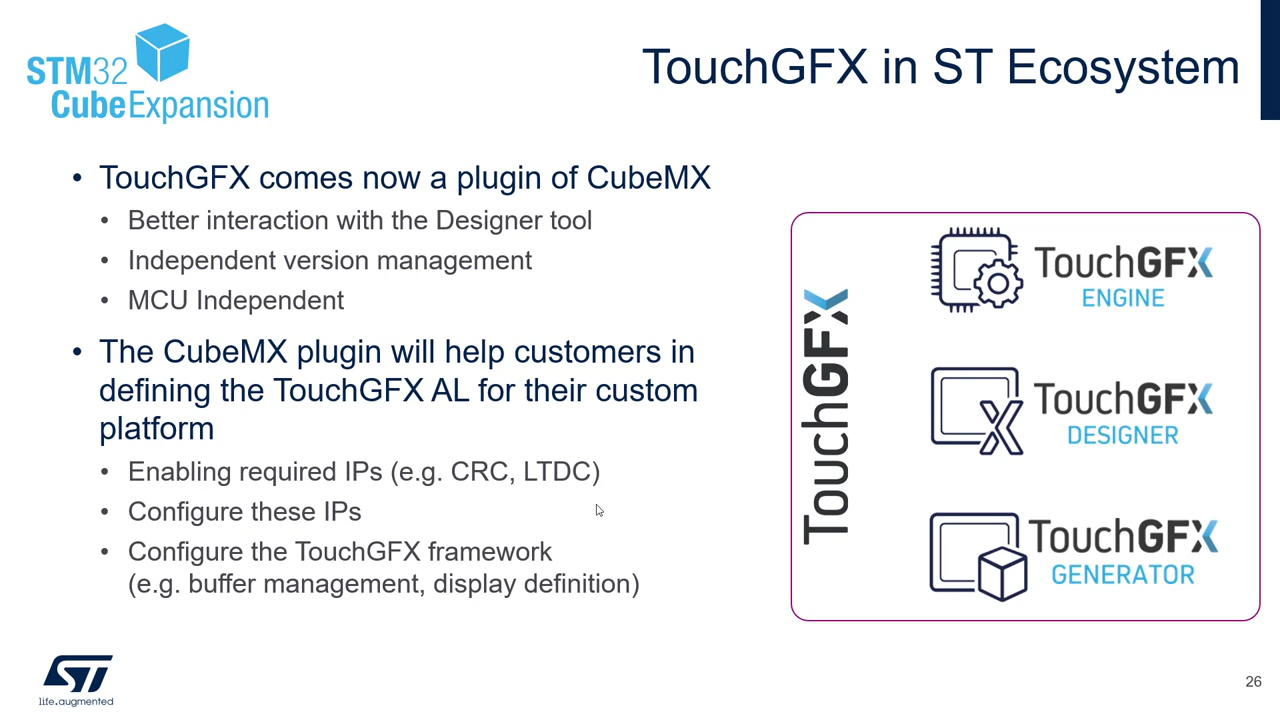 STM32
CubeExpansion
TouchGFX in ST Ecosystem
• TouchGFX comes now a plugin of CubeMX
• Better interaction with the Designer tool
• Independent version management
• MCU Independent
• The CubeMX plugin will help customers in
defining the TouchGFX AL for their custom
platform
• Enabling required IPs (e.g. CRC, LTDC)
• Configure these IPs
• Configure the TouchGFX framework
(e.g. buffer management, display definition)
TouchGFX
TouchGFX
ENGINE
TouchGFX
DESIGNER
TouchGFX
GENERATOR
ST
life.augmented
26